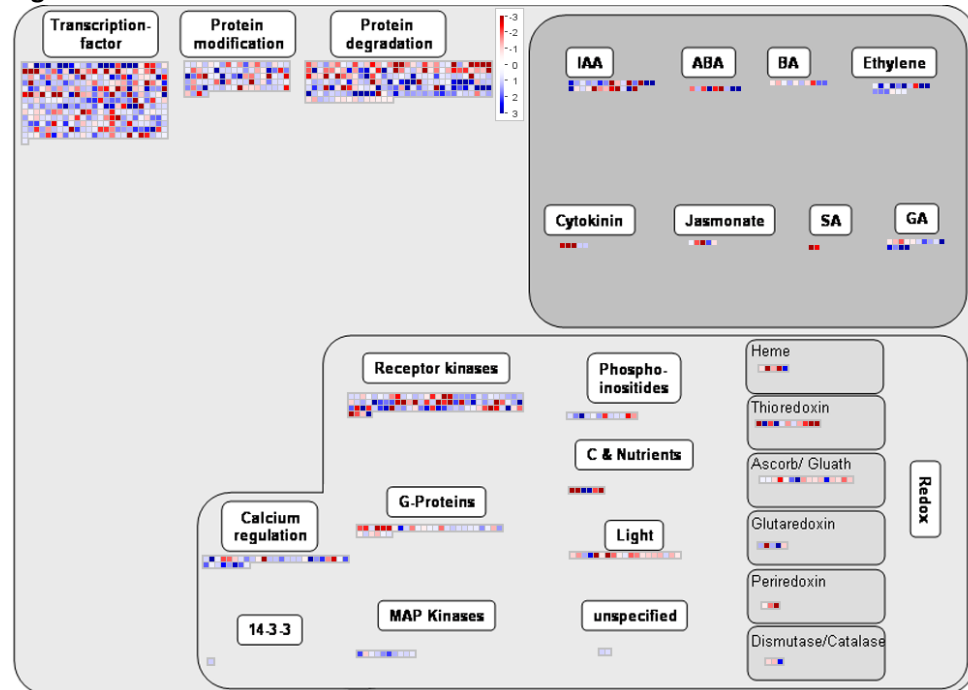 Transcription-
factor
Protein
modification
Protein
degradation
-3
-2
-1
0
1
2
3
IAA
ABA
BA
Ethylene
Cytokinin
Jasmonate
SA
GA
Receptor kinases
Phospho-
inositides
C & Nutrients
G-Proteins
Calcium
regulation
Light
14-3-3
MAP Kinases
unspecified
Heme
Thioredoxin
Ascorb/ Gluath
Glutaredoxin
Periredoxin
Dismutase/Catalase
Redox